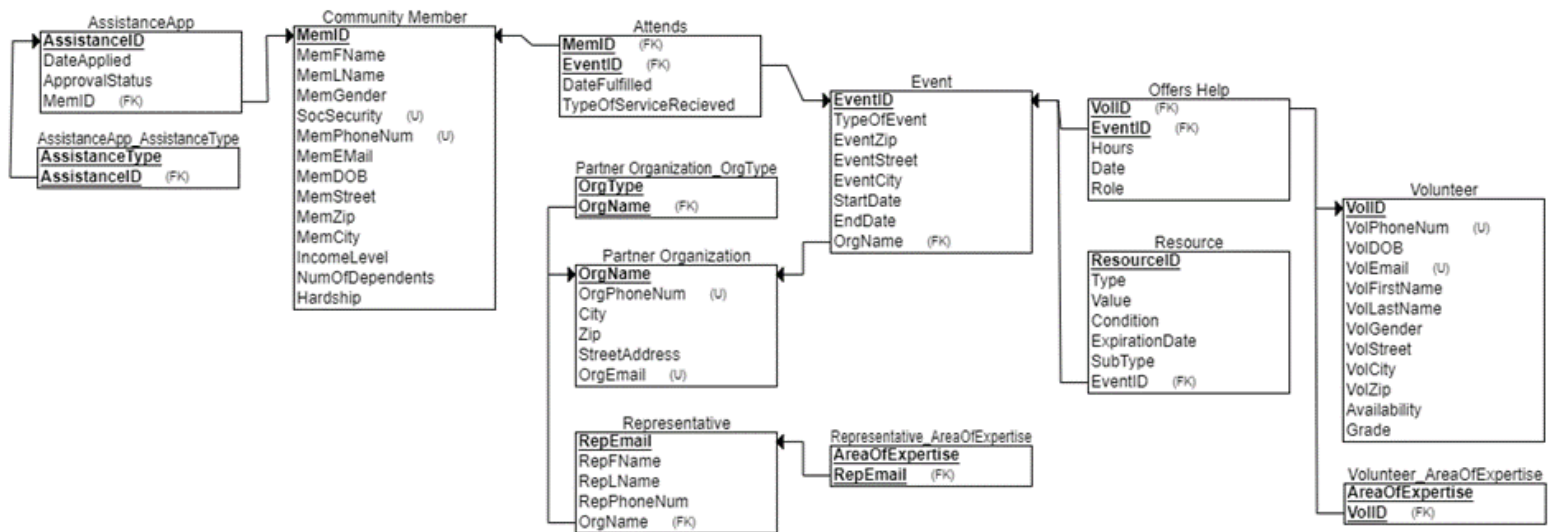 AssistanceApp
AssistanceID
DateApplied
ApprovalStatus
MemID (FK)
AssistanceApp_AssistanceType
AssistanceType
AssistanceID (FK)
Community Member
MemID
MemFName
MemLName
MemGender
SocSecurity (U)
MemPhoneNum (U)
MemEMail
MemDOB
MemStreet
MemZip
MemCity
IncomeLevel
NumOfDependents
Hardship
Attends
MemID (FK)
EventID (FK)
DateFulfilled
TypeOfServiceRecieved
Partner Organization_OrgType
OrgType
OrgName (FK)
Partner Organization
OrgName
OrgPhoneNum (U)
City
Zip
StreetAddress
OrgEmail (U)
Representative
RepEmail
RepFName
RepLName
RepPhoneNum
OrgName (FK)
Event
EventID
TypeOfEvent
EventZip
EventStreet
EventCity
StartDate
EndDate
OrgName (FK)
Representative_AreaOfExpertise
AreaOfExpertise
RepEmail (FK)
Offers Help
VolID (FK)
EventID (FK)
Hours
Date
Role
Resource
ResourceID
Type
Value
Condition
ExpirationDate
SubType
EventID (FK)
Volunteer
VolID
VolPhoneNum (U)
VolDOB
VolEmail (U)
VolFirstName
VolLastName
VolGender
VolStreet
VolCity
VolZip
Availability
Grade
Volunteer_AreaOfExpertise
AreaOfExpertise
VolID (FK)